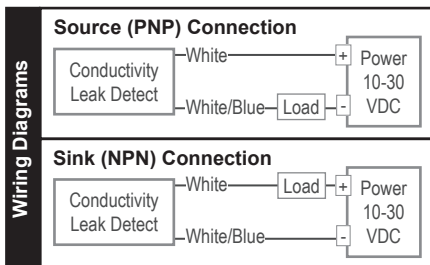 Wiring Diagrams
Source (PNP) Connection
Conductivity
Leak Detect
White
+
White/Blue
Load
-
Power
10-30
VDC
Sink (NPN) Connection
Conductivity
Leak Detect
White
Load
+
White/Blue
-
Power
10-30
VDC